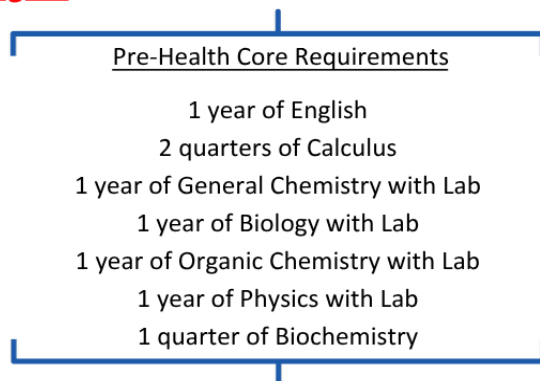 Pre-Health Core Requirements
1 year of English
2 quarters of Calculus
1 year of General Chemistry with Lab
1 year of Biology with Lab
1 year of Organic Chemistry with Lab
1 year of Physics with Lab
1 quarter of Biochemistry